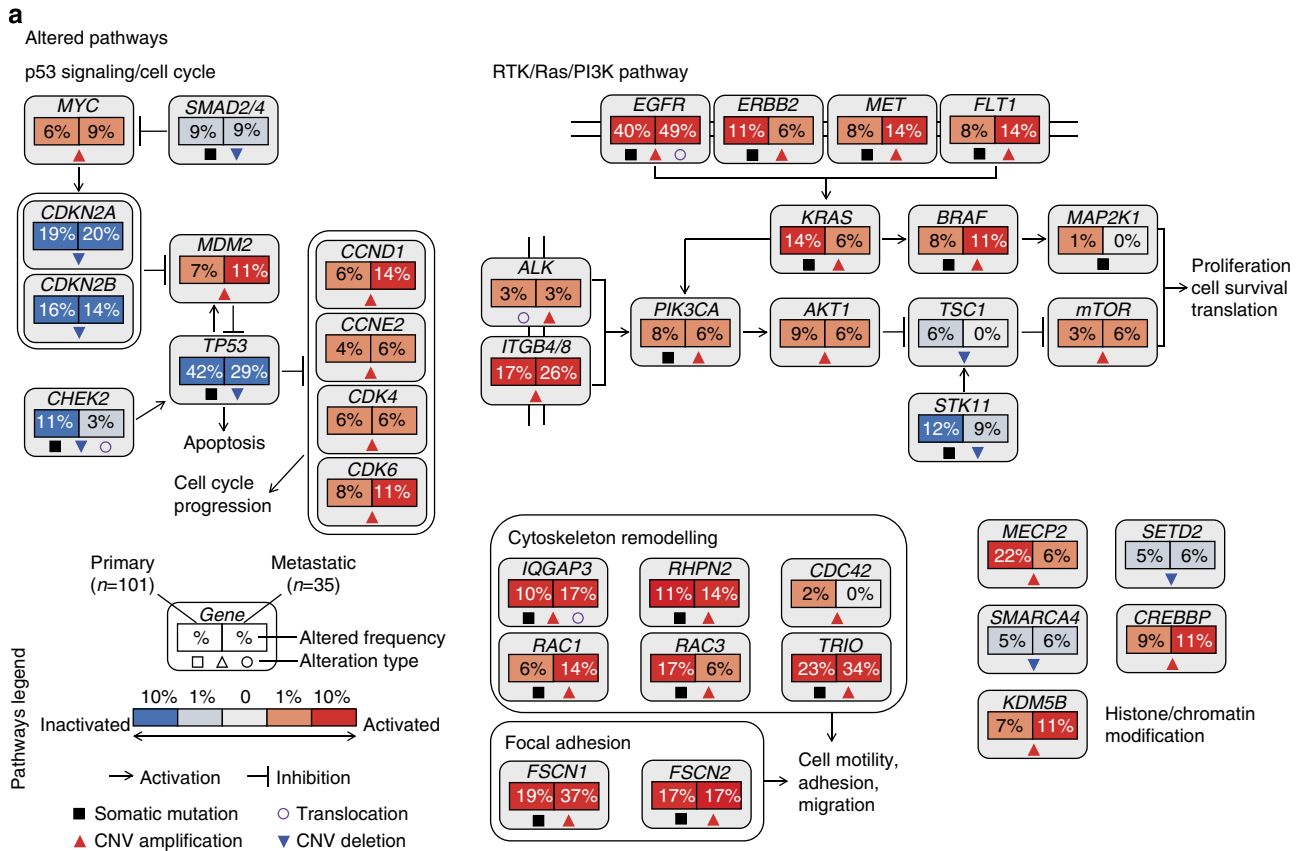 a
Altered pathways
p53 signaling/cell cycle
MYC
6% 9%
SMAD2/4
9% 9%
CDKN2A
19% 20%
CDKN2B
16% 14%
MDM2
7% 11%
TP53
42% 29%
CHEK2
11% 3%
Apoptosis
CCND1
6% 14%
CCNE2
4% 6%
CDK4
6% 6%
CDK6
8% 11%
Cell cycle
progression
RTK/Ras/PI3K pathway
EGFR
40% 49%
ERBB2
11% 6%
MET
8% 14%
FLT1
8% 14%
KRAS
14% 6%
BRAF
8% 11%
MAP2K1
1% 0%
ALK
3% 3%
ITGB4/8
17% 26%
PIK3CA
8% 6%
AKT1
9% 6%
TSC1
6% 0%
mTOR
3% 6%
STK11
12% 9%
Proliferation
cell survival
translation
Cytoskeleton remodelling
IQGAP3
10% 17%
RHPN2
11% 14%
CDC42
2% 0%
RAC1
6% 14%
RAC3
17% 6%
TRIO
23% 34%
Focal adhesion
FSCN1
19% 37%
FSCN2
17% 17%
Cell motility,
adhesion,
migration
MECP2
22% 6%
SETD2
5% 6%
SMARCA4
5% 6%
CREBBP
9% 11%
KDM5B
7% 11%
Histone/chromatin
modification
Pathways legend
Primary
(n=101)
Metastatic
(n=35)
Gene
% %
Altered frequency
Alteration type
10% 1% 0 1% 10%
Inactivated
Activated
Activation
Inhibition
Somatic mutation
Translocation
CNV amplification
CNV deletion